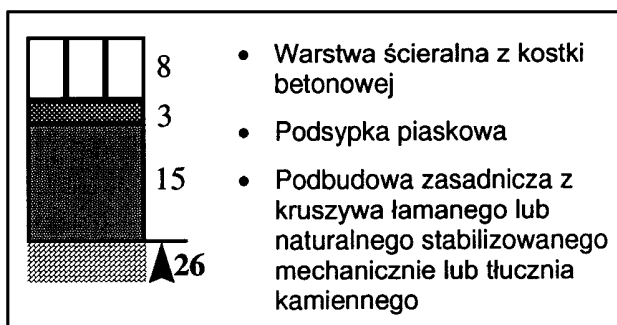 8
3
15
26
• Warstwa ścieralna z kostki
betonowej
• Podsypka piaskowa
• Podbudowa zasadnicza z
kruszywa łamanego lub
naturalnego stabilizowanego
mechanicznie lub tłucznia
kamiennego